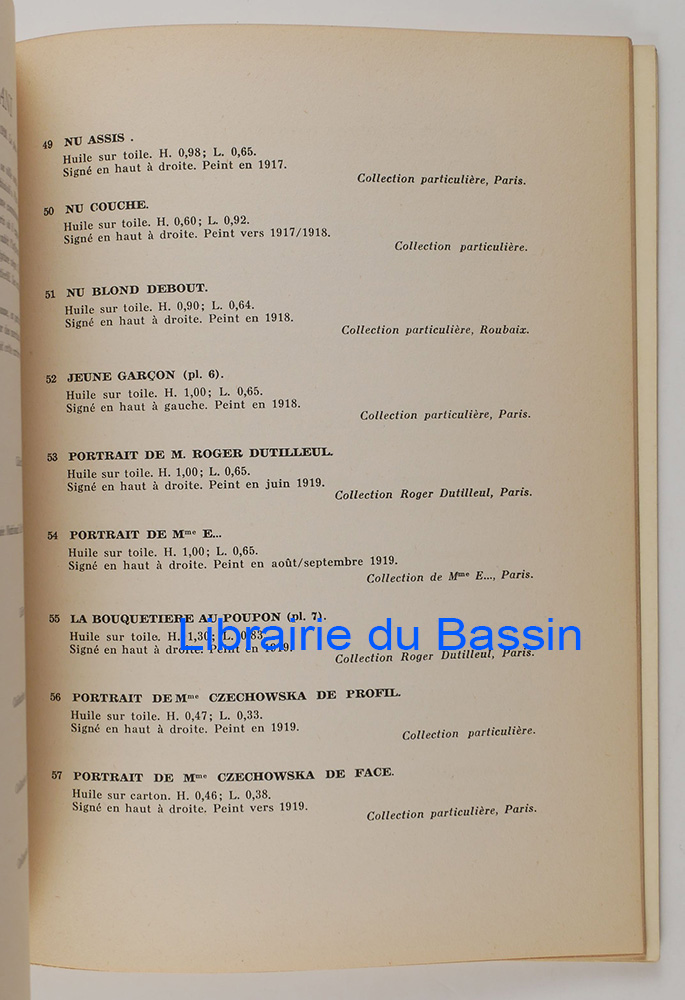 49 NU ASSIS .
Huile sur toile. H. 0,98; L. 0,65.
Signé en haut à droite. Peint en 1917.
Collection particulière, Paris.
50 NU COUCHE.
Huile sur toile. H. 0,60; L. 0,92.
Signé en haut à droite. Peint vers 1917/1918.
Collection particulière.
51 NU BLOND DEBOUT.
Huile sur toile. H. 0,90; L. 0,64.
Signé en haut à droite. Peint en 1918.
Collection particulière, Roubaix.
52 JEUNE GARÇON (pl. 6).
Huile sur toile. H. 1,00; L. 0,65.
Signé en haut à gauche. Peint en 1918.
Collection particulière, Paris.
53 PORTRAIT DE M. ROGER DUTILLEUL.
Huile sur toile. H. 1,00; L. 0,65.
Signé en haut à droite. Peint en juin 1919.
Collection Roger Dutilleul, Paris.
54 PORTRAIT DE Mme E...
Huile sur toile. H. 1,00; L. 0,65.
Signé en haut à droite. Peint en août/septembre 1919.
Collection de Mme E..., Paris.
55 LA BOUQUETIERE AU POUPON (pl. 7).
Huile sur toile. H. 1,30; L. 0,83
Librairie du Bassin
Signé en haut à droite. Peint en 1919.
Collection Roger Dutilleul, Paris.
56 PORTRAIT DE Mme CZECHOWSKA DE PROFIL.
Huile sur toile. H. 0,47; L. 0,33.
Signé en haut à droite. Peint en 1919.
Collection particulière.
57 PORTRAIT DE Mme CZECHOWSKA DE FACE.
Huile sur carton. H. 0,46; L. 0,38.
Signé en haut à droite. Peint vers 1919.
Collection particulière, Paris.